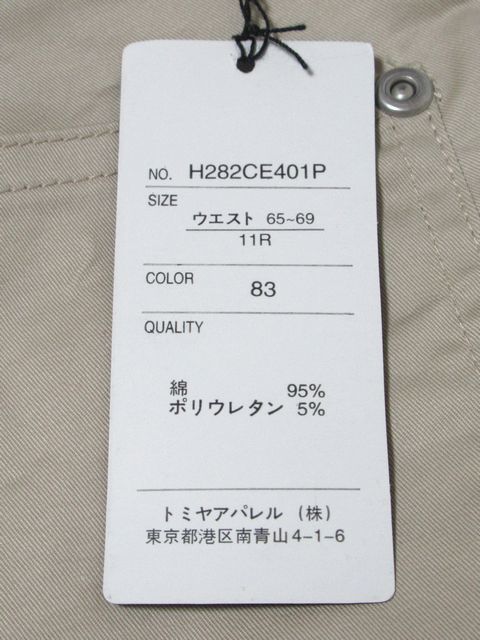 NO. H282CE401P
SIZE
ウエスト 65~69
11R
COLOR
83
QUALITY
綿 95%
ポリウレタン 5%
トミヤアパレル (株)
東京都港区南青山4-1-6